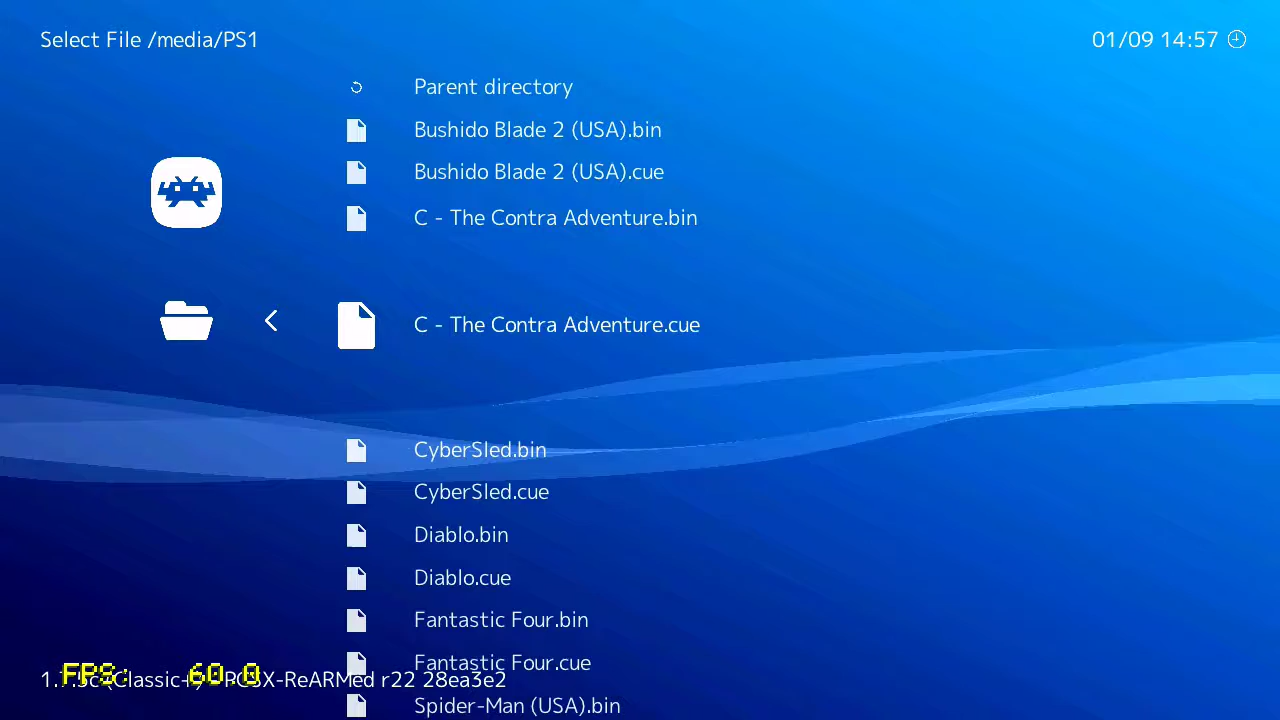 Select File /media/PS1
01/09 14:57
Parent directory
Bushido Blade 2 (USA).bin
Bushido Blade 2 (USA).cue
C - The Contra Adventure.bin
C - The Contra Adventure.cue
CyberSled.bin
CyberSled.cue
Diablo.bin
Diablo.cue
Fantastic Four.bin
Fantastic Four.cue
FPS: 60.0
(Classic+) - PCSX-ReARMed r22 28ea3e2
Spider-Man (USA).bin